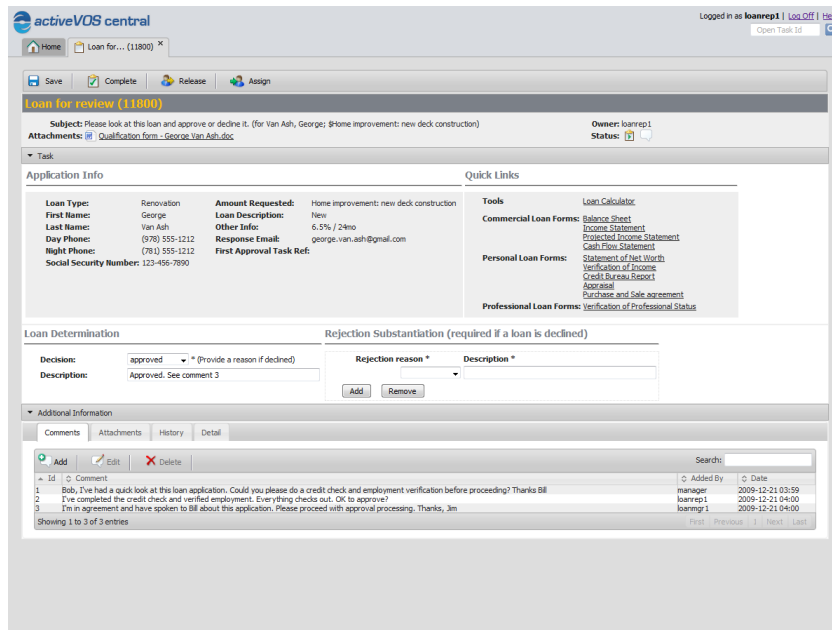 activeVOS central
Logged in as loanrep1 | Log Off | He
Open Task Id
Home
Loan for... (11800) ×
Save
Complete
Release
Assign
Loan for review (11800)
Subject: Please look at this loan and approve or decline it. (for Van Ash, George; $Home improvement: new deck construction)
Owner: loanrep1
Attachments: Qualification form - George Van Ash.doc
Status:
Task
Application Info
Loan Type: Renovation
First Name: George
Last Name: Van Ash
Day Phone: (978) 555-1212
Night Phone: (781) 555-1212
Social Security Number: 123-456-7890
Amount Requested: Home improvement: new deck construction
Loan Description: New
Other Info: 6.5% / 24mo
Response Email: george.van.ash@gmail.com
First Approval Task Ref:
Quick Links
Tools Loan Calculator
Commercial Loan Forms: Balance Sheet
Income Statement
Projected Income Statement
Cash Flow Statement
Personal Loan Forms: Statement of Net Worth
Verification of Income
Credit Bureau Report
Appraisal
Purchase and Sale agreement
Professional Loan Forms: Verification of Professional Status
Loan Determination
Decision: approved * (Provide a reason if declined)
Description: Approved. See comment 3
Rejection Substantiation (required if a loan is declined)
Rejection reason * Description *
Add Remove
Additional Information
Comments Attachments History Detail
Add Edit Delete Search:
Id Comment Added By Date
1 Bob, I've had a quick look at this loan application. Could you please do a credit check and employment verification before proceeding? Thanks Bill manager 2009-12-21 03:59
2 I've completed the credit check and verified employment. Everything checks out. OK to approve? loanrep1 2009-12-21 04:00
3 I'm in agreement and have spoken to Bill about this application. Please proceed with approval processing. Thanks, Jim loanmgr1 2009-12-21 04:00
Showing 1 to 3 of 3 entries
First Previous 1 Next Last